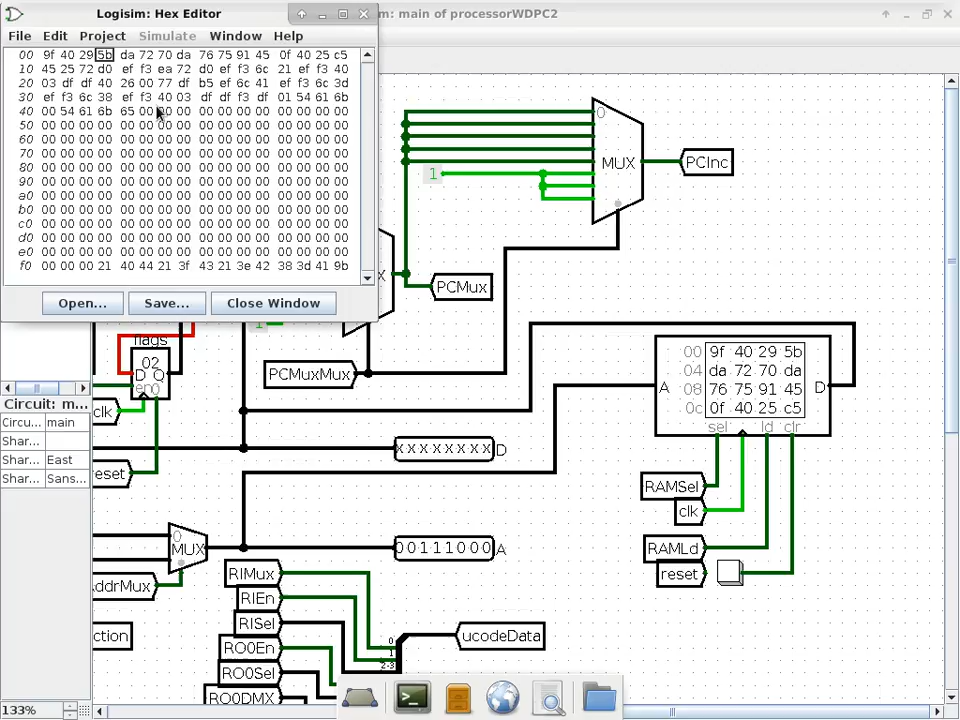 Logisim: Hex Editor
m: main of processorWDPC2
File Edit Project Simulate Window Help
00 9f 40 29 5b da 72 70 da 76 75 91 45 0f 40 25 c5
10 45 25 72 d0 ef f3 ea 72 d0 ef f3 6c 21 ef f3 40
20 03 df df 40 26 00 77 df b5 ef 6c 41 ef f3 6c 3d
30 ef f3 6c 38 ef f3 40 03 df df f3 df 01 54 61 6b
40 00 54 61 6b 65 00 00 00 00 00 00 00 00 00 00
50 00 00 00 00 00 00 00 00 00 00 00 00 00 00 00 00
60 00 00 00 00 00 00 00 00 00 00 00 00 00 00 00 00
70 00 00 00 00 00 00 00 00 00 00 00 00 00 00 00 00
80 00 00 00 00 00 00 00 00 00 00 00 00 00 00 00 00
90 00 00 00 00 00 00 00 00 00 00 00 00 00 00 00 00
a0 00 00 00 00 00 00 00 00 00 00 00 00 00 00 00 00
b0 00 00 00 00 00 00 00 00 00 00 00 00 00 00 00 00
c0 00 00 00 00 00 00 00 00 00 00 00 00 00 00 00 00
d0 00 00 00 00 00 00 00 00 00 00 00 00 00 00 00 00
e0 00 00 00 00 00 00 00 00 00 00 00 00 00 00 00 00
f0 00 00 00 21 40 44 21 3f 43 21 3e 42 38 3d 41 9b
Open... Save... Close Window
0
MUX
PCInc
1
X
PCMux
1
flags
02
D Q
en 0
PCMuxMux
00 9f 40 29 5b
04 da 72 70 da
08 76 75 91 45
0c 0f 40 25 c5
A
D
sel ld clr
Circuit: m...
Circu... main
Shar...
Shar... East
Shar... Sans...
clk
eset
XXXXXXXX D
RAMSel
clk
RAMLd
reset
0
MUX
00111000 A
ddrMux
RIMux
RIEn
RISel
RO0En
RO0Sel
RO0DMX
0
1
2-3
ucodeData
ction
133%